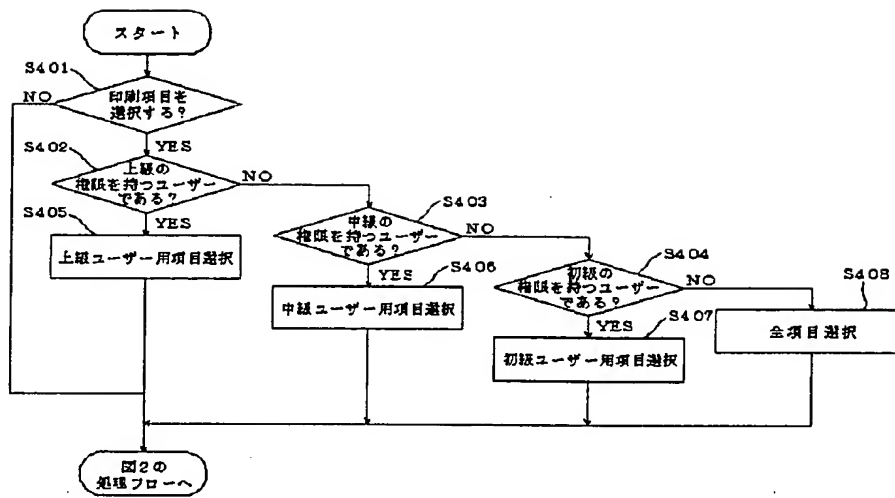 スタート
S401
NO
印刷項目を
選択する?
S402
YES
上級の
権限を持つユーザー
である?
NO
S405
YES
上級ユーザー用項目選択
S403
中級の
権限を持つユーザー
である?
NO
S406
YES
中級ユーザー用項目選択
S404
初級の
権限を持つユーザー
である?
NO
S407
YES
初級ユーザー用項目選択
S408
全項目選択
図2の
処理フローへ